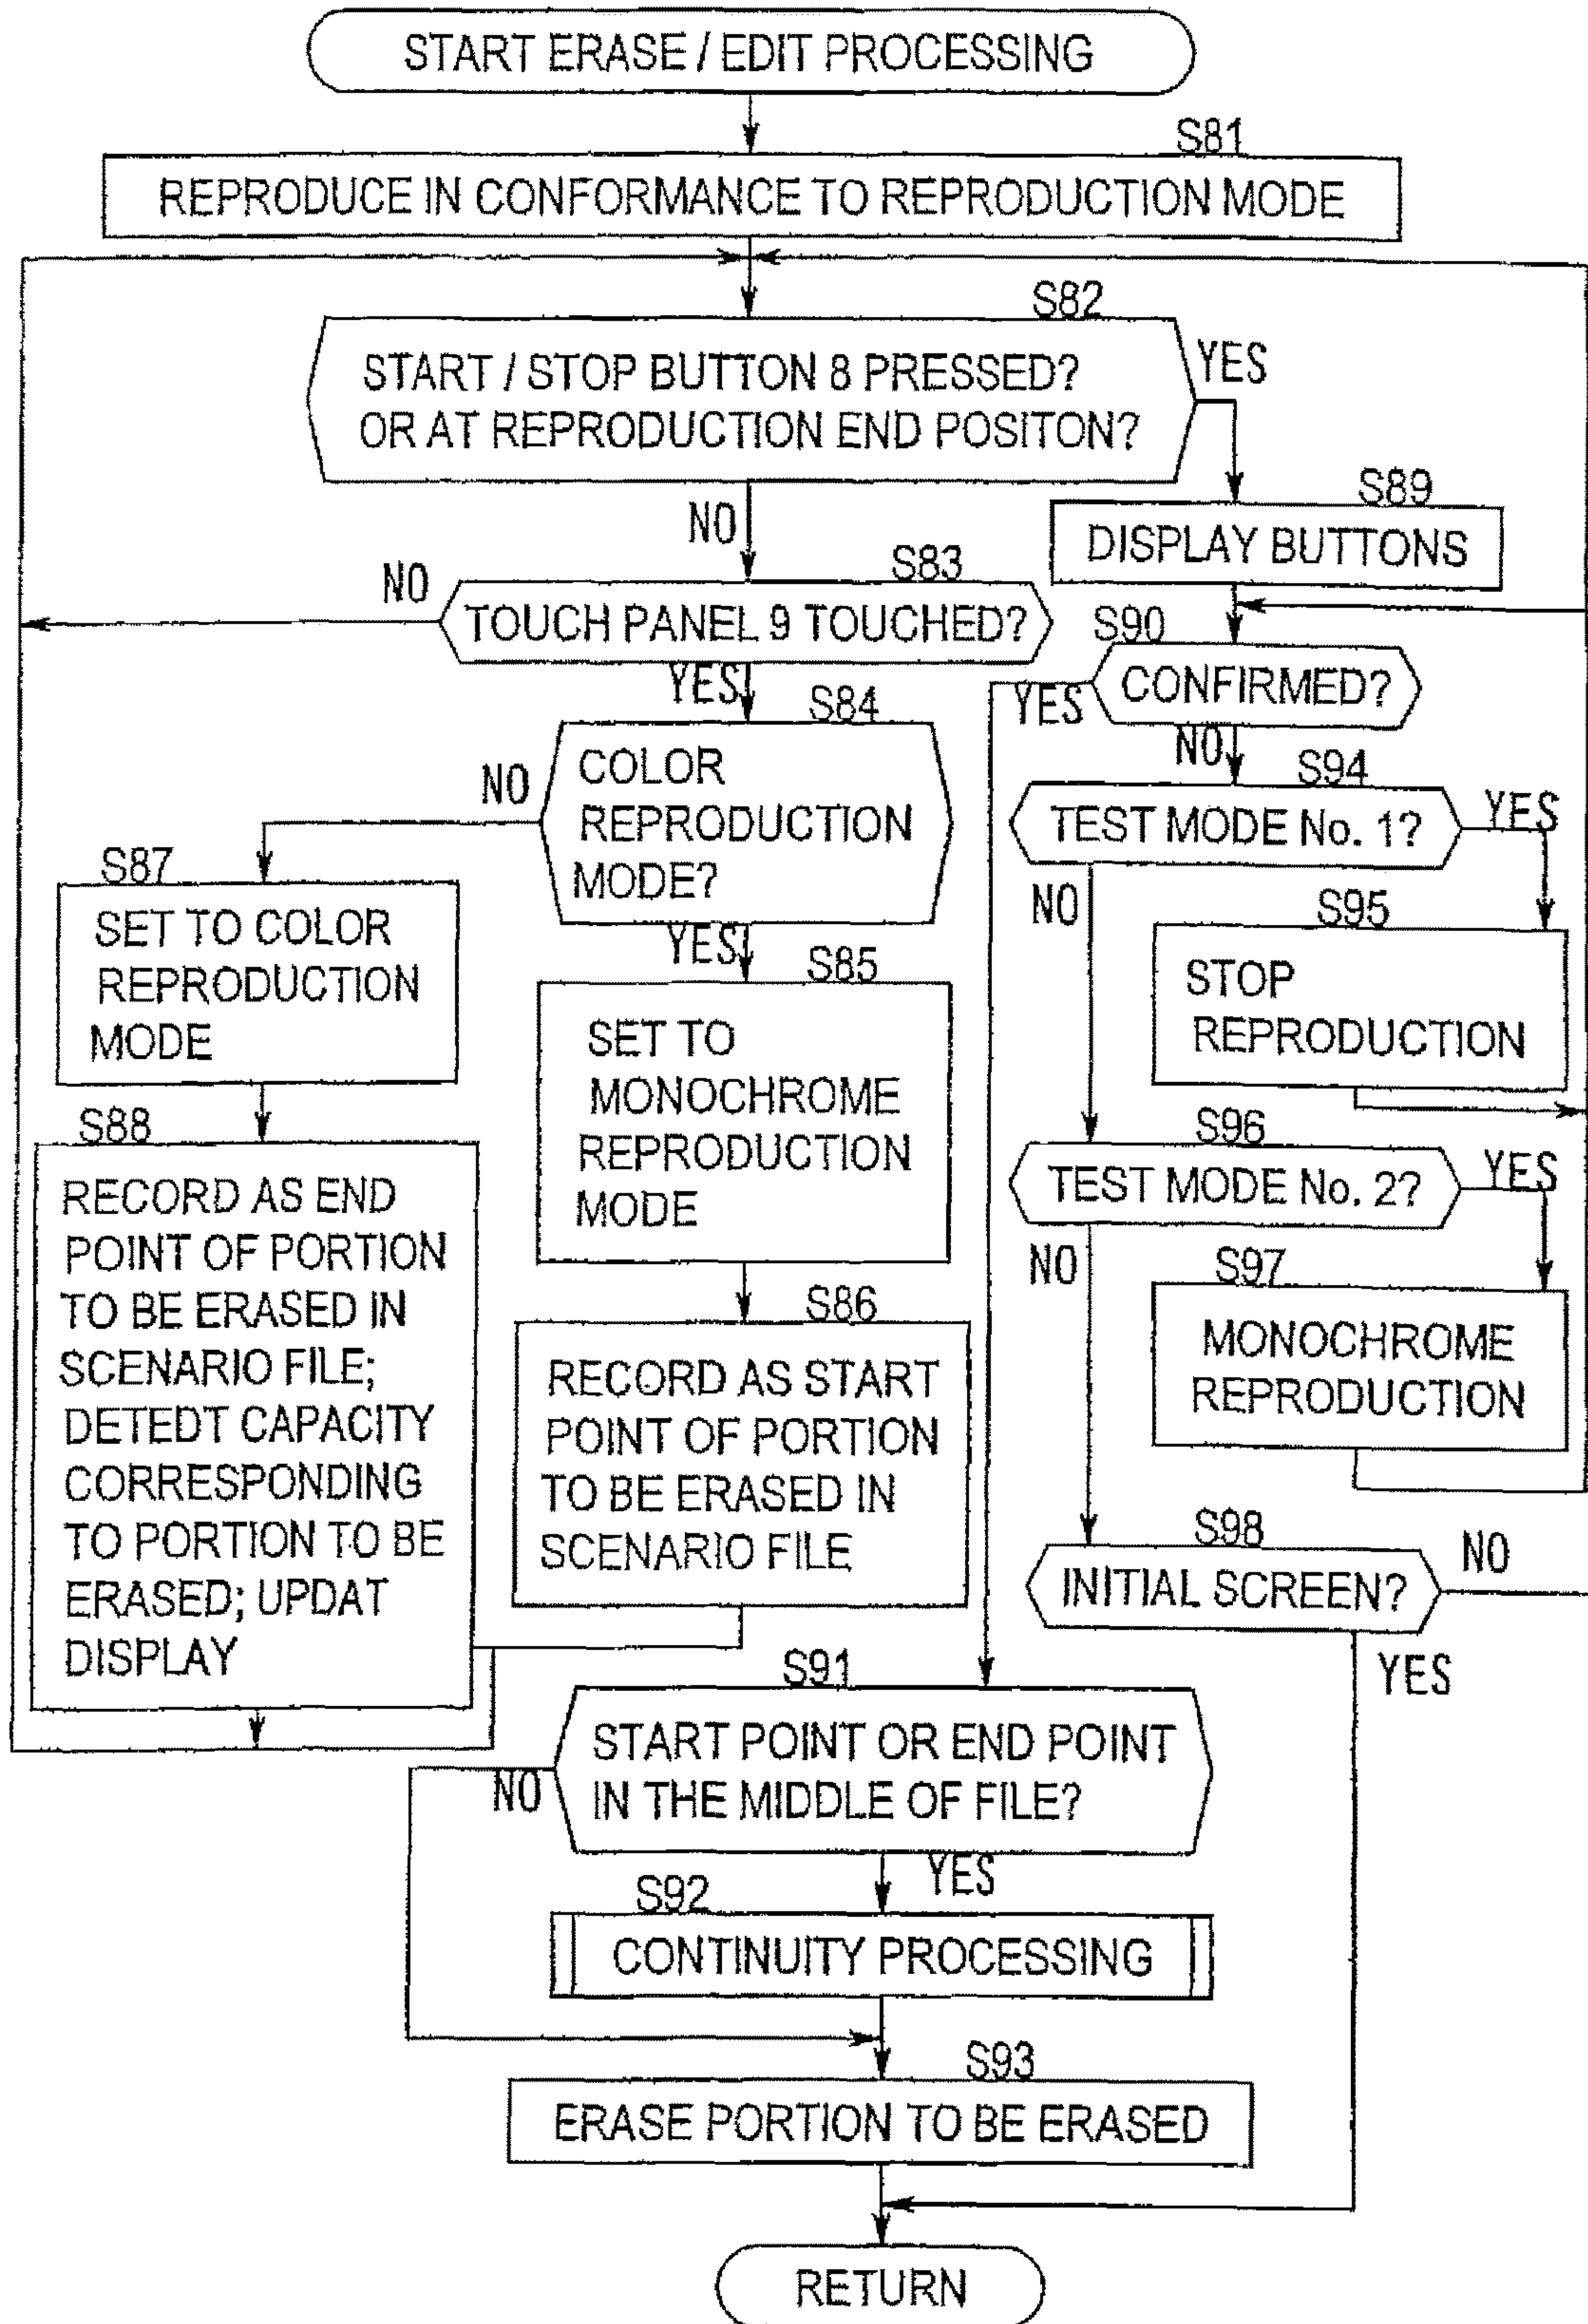 START ERASE / EDIT PROCESSING
S81
REPRODUCE IN CONFORMANCE TO REPRODUCTION MODE
S82
START / STOP BUTTON 8 PRESSED?
OR AT REPRODUCTION END POSITON?
YES
NO
S89
DISPLAY BUTTONS
S83
NO
TOUCH PANEL 9 TOUCHED?
YES
S90
CONFIRMED?
YES
NO
S84
COLOR
REPRODUCTION
MODE?
NO
YES
S94
TEST MODE No. 1?
YES
NO
S87
SET TO COLOR
REPRODUCTION
MODE
S95
STOP
REPRODUCTION
S85
SET TO
MONOCHROME
REPRODUCTION
MODE
S88
RECORD AS END
POINT OF PORTION
TO BE ERASED IN
SCENARIO FILE;
DETEDT CAPACITY
CORRESPONDING
TO PORTION TO BE
ERASED; UPDAT
DISPLAY
S96
TEST MODE No. 2?
YES
NO
S86
RECORD AS START
POINT OF PORTION
TO BE ERASED IN
SCENARIO FILE
S97
MONOCHROME
REPRODUCTION
S98
INITIAL SCREEN?
NO
YES
S91
START POINT OR END POINT
IN THE MIDDLE OF FILE?
NO
YES
S92
CONTINUITY PROCESSING
S93
ERASE PORTION TO BE ERASED
RETURN